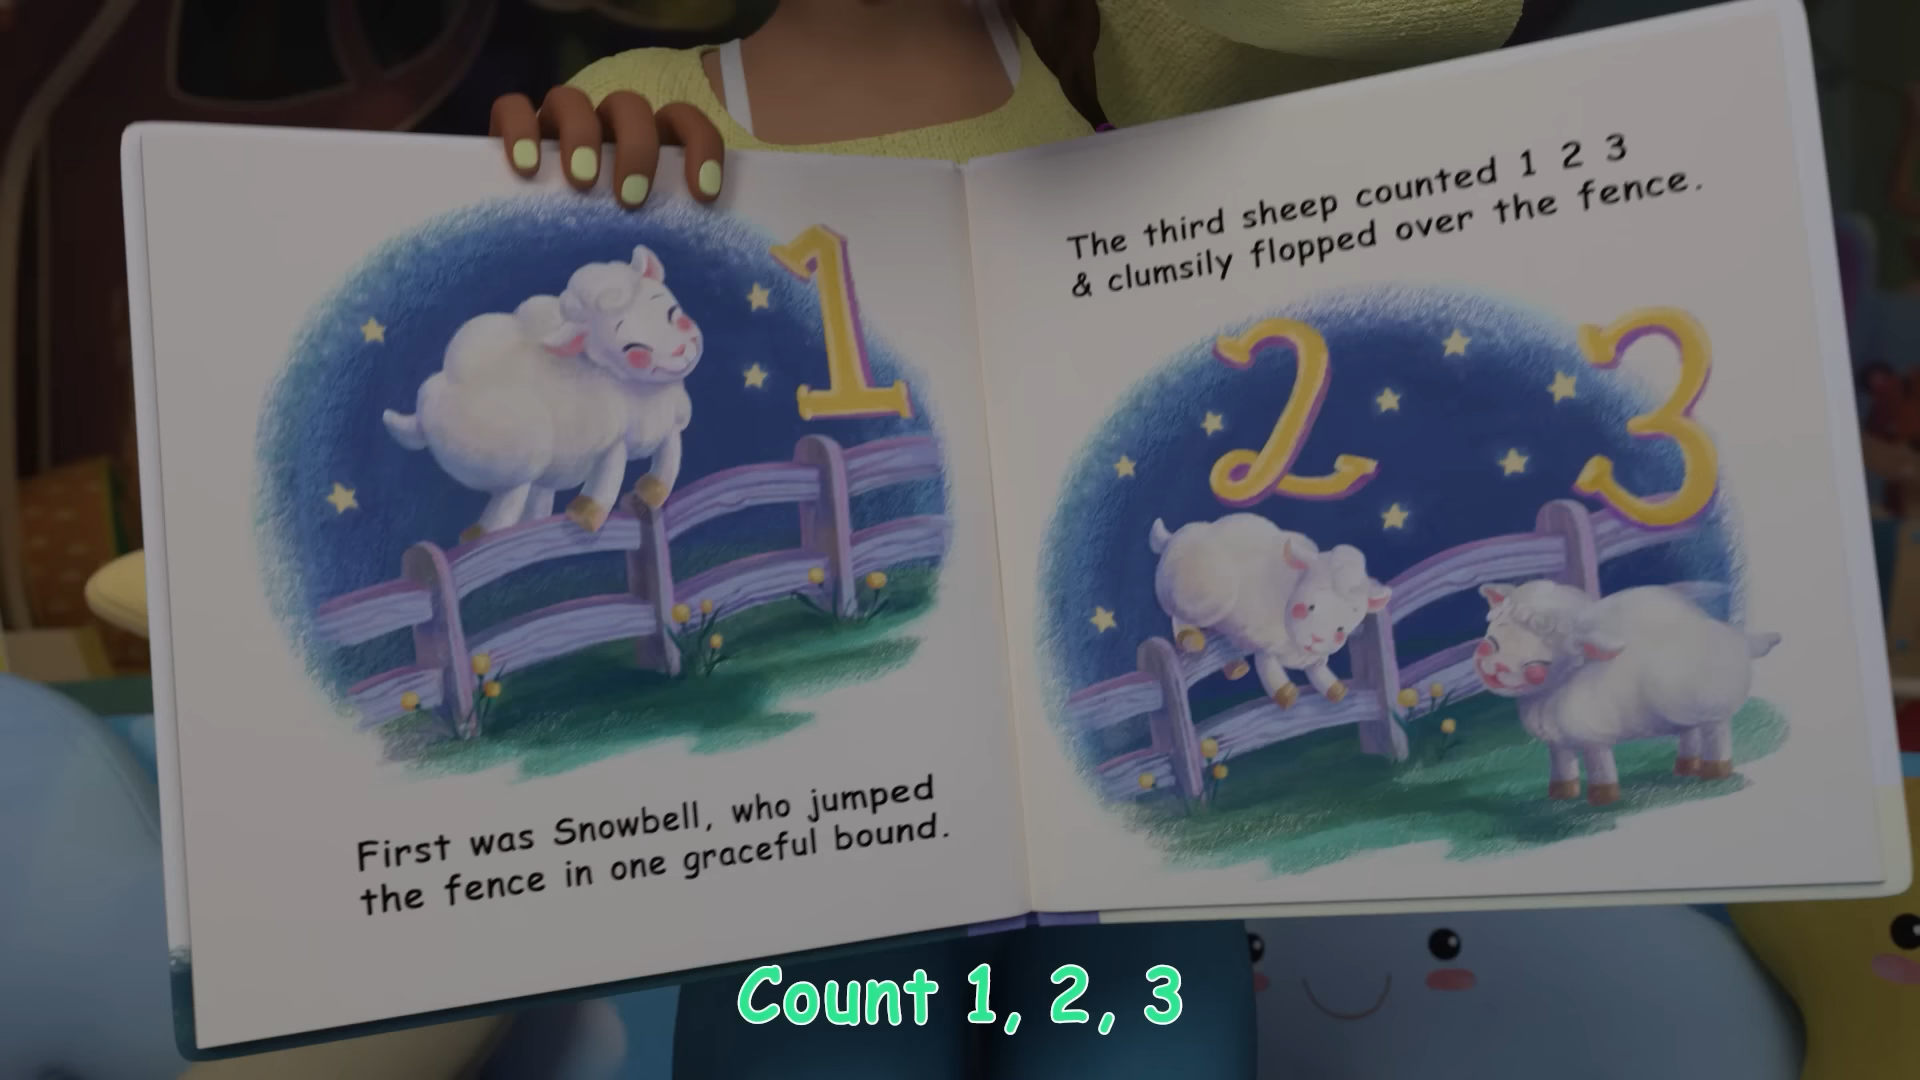 1
First was Snowbell, who jumped
the fence in one graceful bound.
The third sheep counted 1 2 3
& clumsily flopped over the fence.
2 3
Count 1, 2, 3